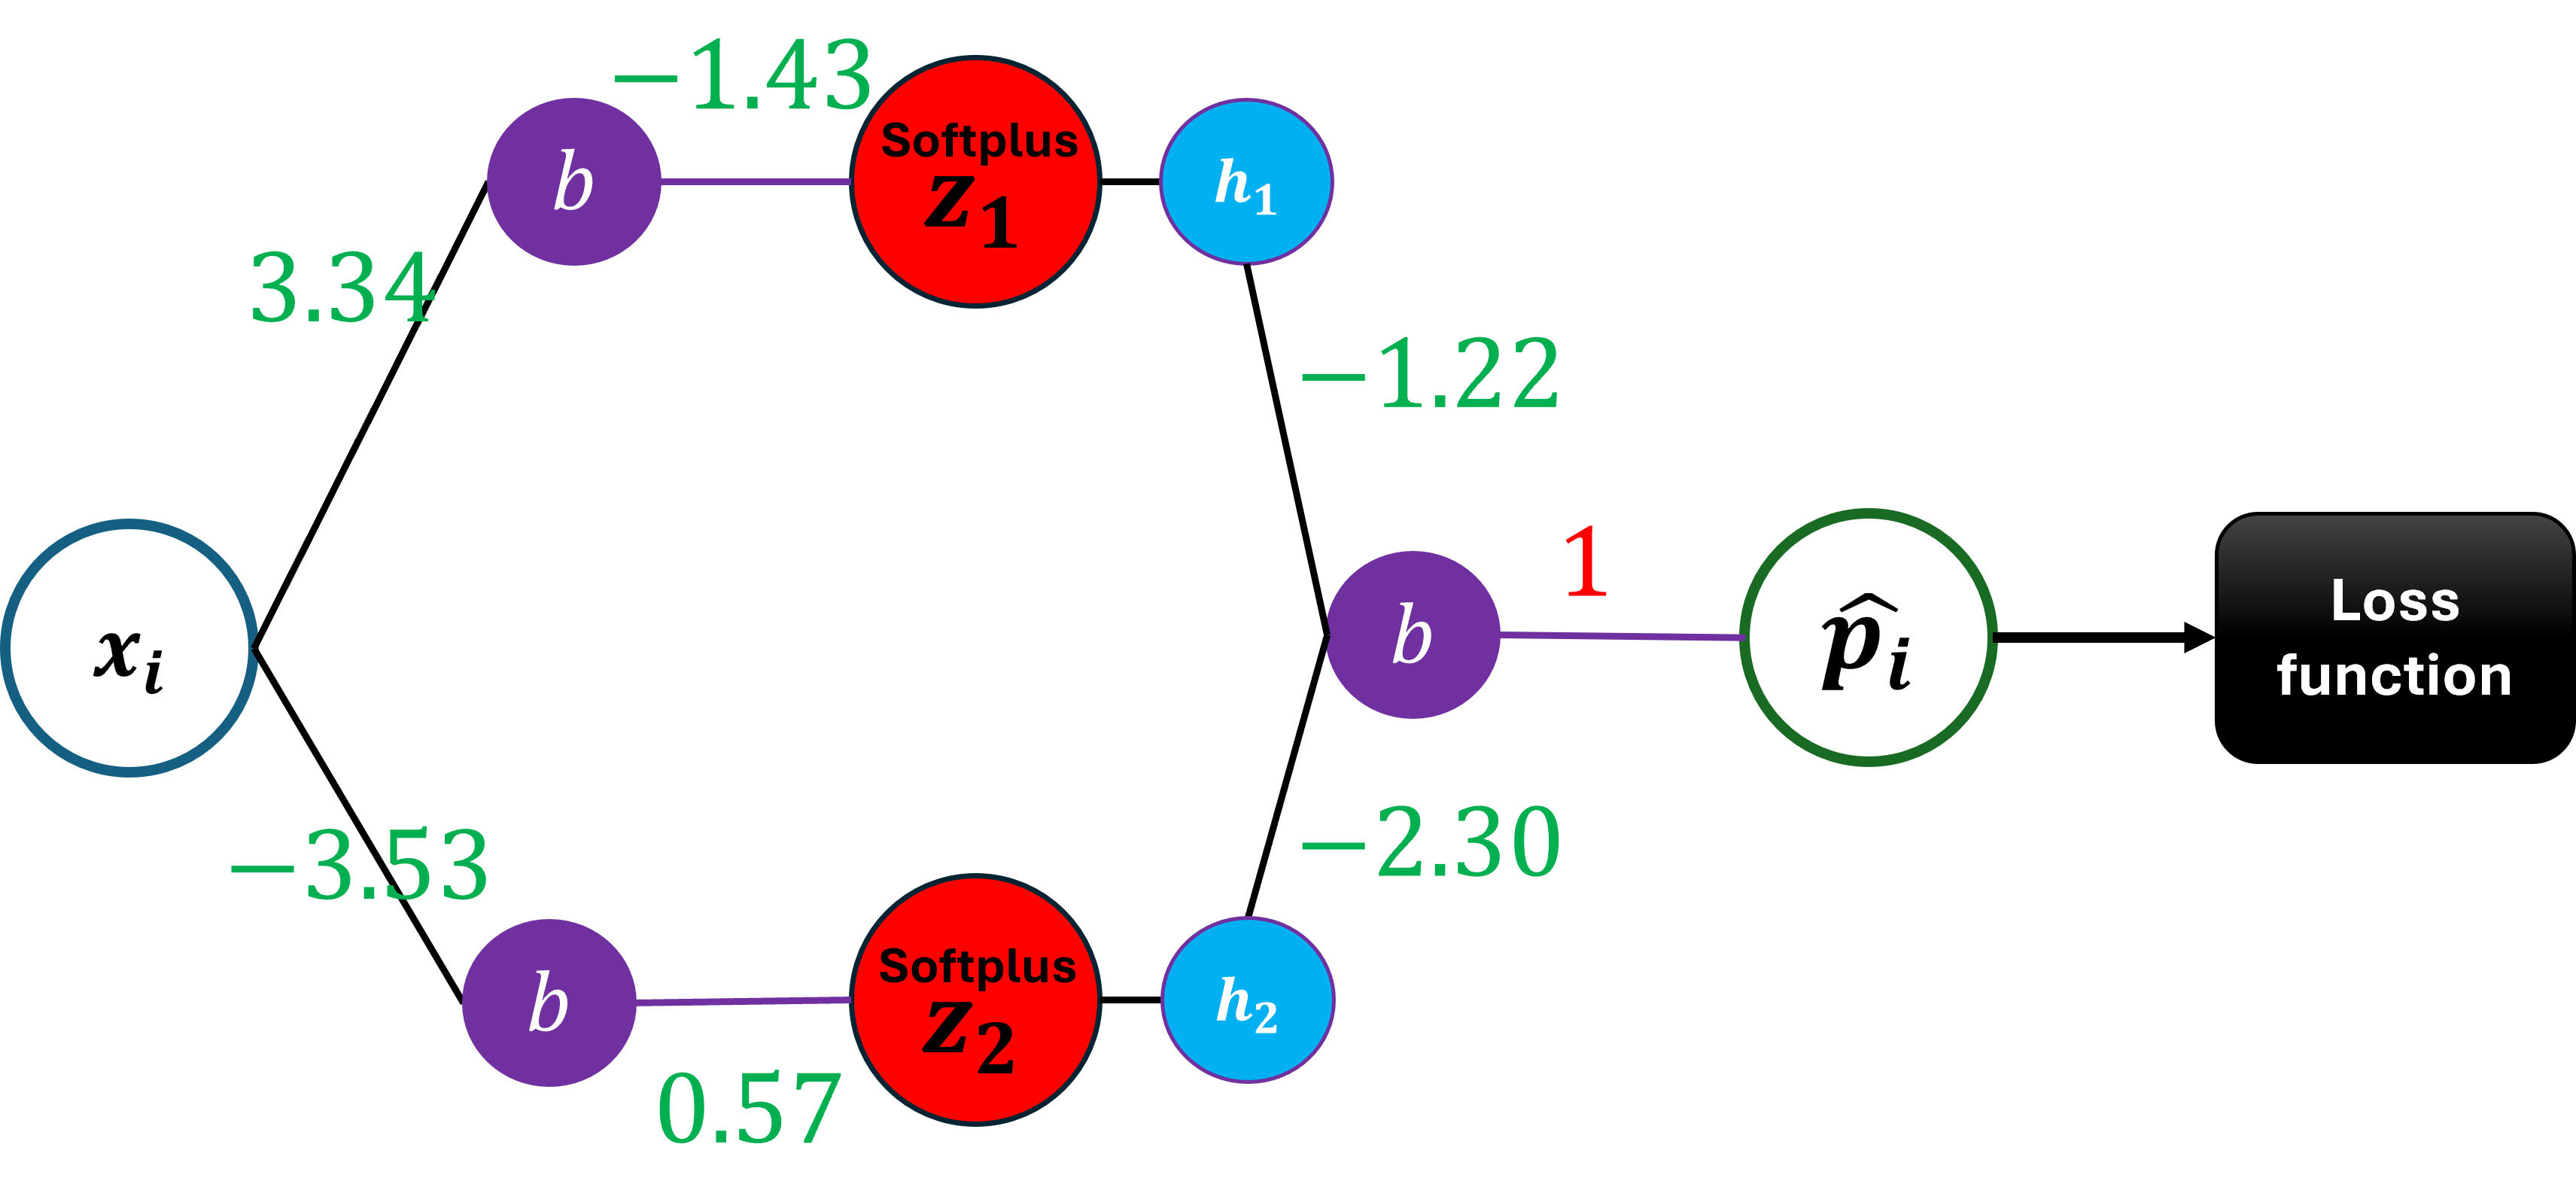 −1.43
b
Softplus
z₁
h₁
3.34
−1.22
1
xᵢ
b
p̂ᵢ
Loss
function
−3.53
−2.30
b
Softplus
z₂
h₂
0.57